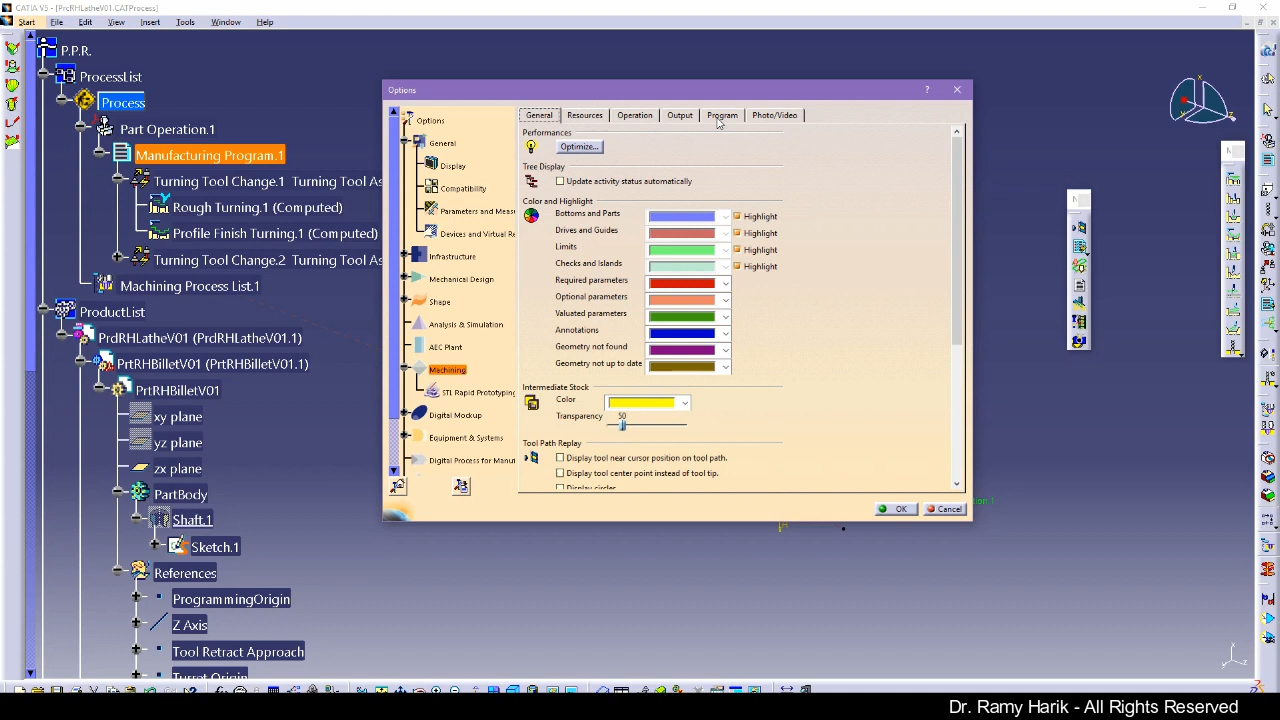 CATIA V5 - [PrcRHLatheV01.CATProcess]
Start File Edit View Insert Tools Window Help
P.P.R.
ProcessList
Process
Part Operation.1
Manufacturing Program.1
Turning Tool Change.1 Turning Tool As
Rough Turning.1 (Computed)
Profile Finish Turning.1 (Computed)
Turning Tool Change.2 Turning Tool As
Machining Process List.1
ProductList
PrdRHLatheV01 (PrdRHLatheV01.1)
PrtRHBilletV01 (PrtRHBilletV01.1)
PrtRHBilletV01
xy plane
yz plane
zx plane
PartBody
Shaft.1
Sketch.1
References
ProgrammingOrigin
Z Axis
Tool Retract Approach
Turret Origin
Options
Options
General
Display
Compatibility
Parameters and Meas
Devices and Virtual Re
Infrastructure
Mechanical Design
Shape
Analysis & Simulation
AEC Plant
Machining
STL Rapid Prototyping
Digital Mockup
Equipment & Systems
Digital Process for Manuf
General Resources Operation Output Program Photo/Video
Performances
Optimize...
Tree Display
Update activity status automatically
Color and Highlight
Bottoms and Parts Highlight
Drives and Guides Highlight
Limits Highlight
Checks and Islands Highlight
Required parameters
Optional parameters
Valuated parameters
Annotations
Geometry not found
Geometry not up to date
Intermediate Stock
Color
Transparency 50
Tool Path Replay
Display tool near cursor position on tool path.
Display tool center point instead of tool tip.
Display circles
OK Cancel
Dr. Ramy Harik - All Rights Reserved